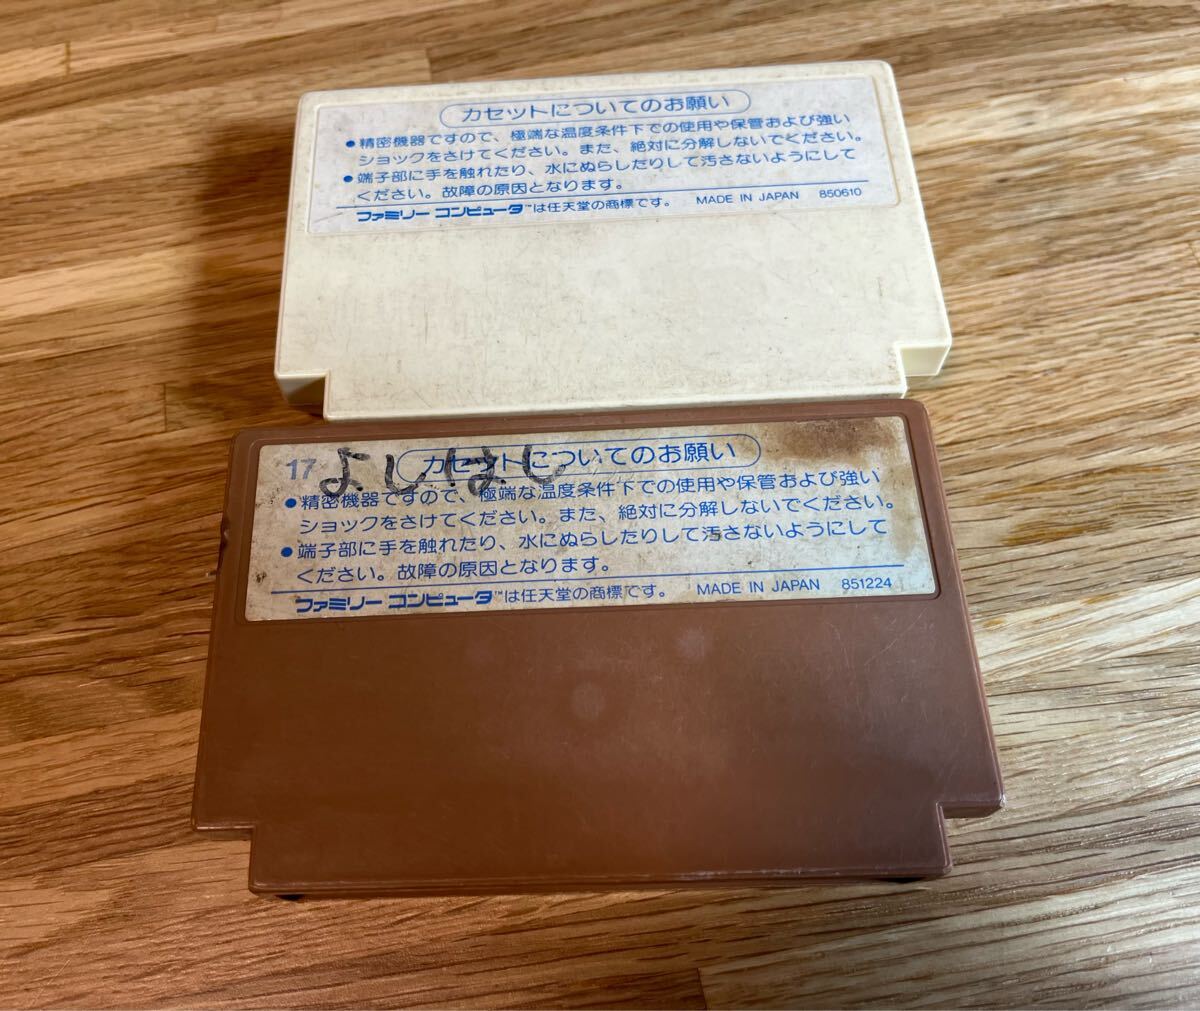 カセットについてのお願い
●精密機器ですので、極端な温度条件下での使用や保管および強い
ショックをさけてください。また、絶対に分解しないでください。
●端子部に手を触れたり、水にぬらしたりして汚さないようにして
ください。故障の原因となります。
ファミリーコンピュータ™は任天堂の商標です。 MADE IN JAPAN 850610
17 よしはし
カセットについてのお願い
●精密機器ですので、極端な温度条件下での使用や保管および強い
ショックをさけてください。また、絶対に分解しないでください。
●端子部に手を触れたり、水にぬらしたりして汚さないようにして
ください。故障の原因となります。
ファミリーコンピュータ™は任天堂の商標です。 MADE IN JAPAN 851224